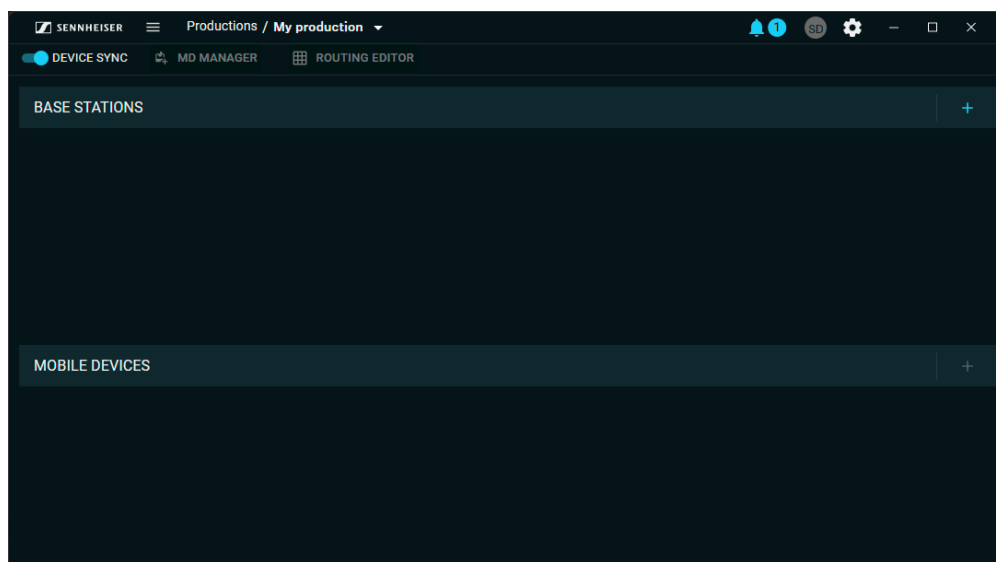 SENNHEISER Productions / My production 1 SD
DEVICE SYNC MD MANAGER ROUTING EDITOR
BASE STATIONS
MOBILE DEVICES